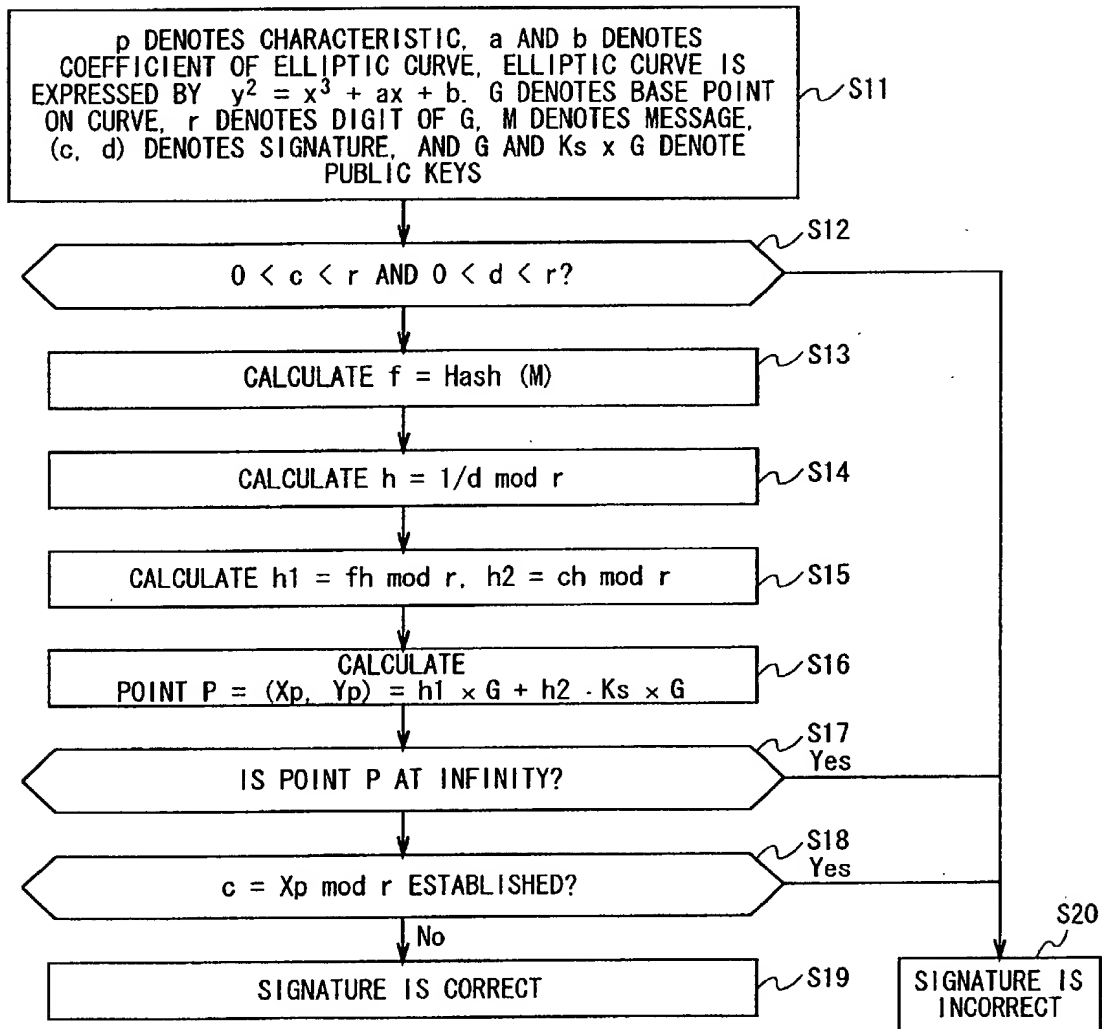 p DENOTES CHARACTERISTIC, a AND b DENOTES
COEFFICIENT OF ELLIPTIC CURVE, ELLIPTIC CURVE IS
EXPRESSED BY y² = x³ + ax + b. G DENOTES BASE POINT
ON CURVE, r DENOTES DIGIT OF G, M DENOTES MESSAGE,
(c, d) DENOTES SIGNATURE, AND G AND Ks x G DENOTE
PUBLIC KEYS
S11
S12
0 < c < r AND 0 < d < r?
S13
CALCULATE f = Hash (M)
S14
CALCULATE h = 1/d mod r
S15
CALCULATE h1 = fh mod r, h2 = ch mod r
S16
CALCULATE
POINT P = (Xp, Yp) = h1 × G + h2 · Ks × G
S17
Yes
IS POINT P AT INFINITY?
S18
Yes
c = Xp mod r ESTABLISHED?
No
S19
SIGNATURE IS CORRECT
S20
SIGNATURE IS
INCORRECT